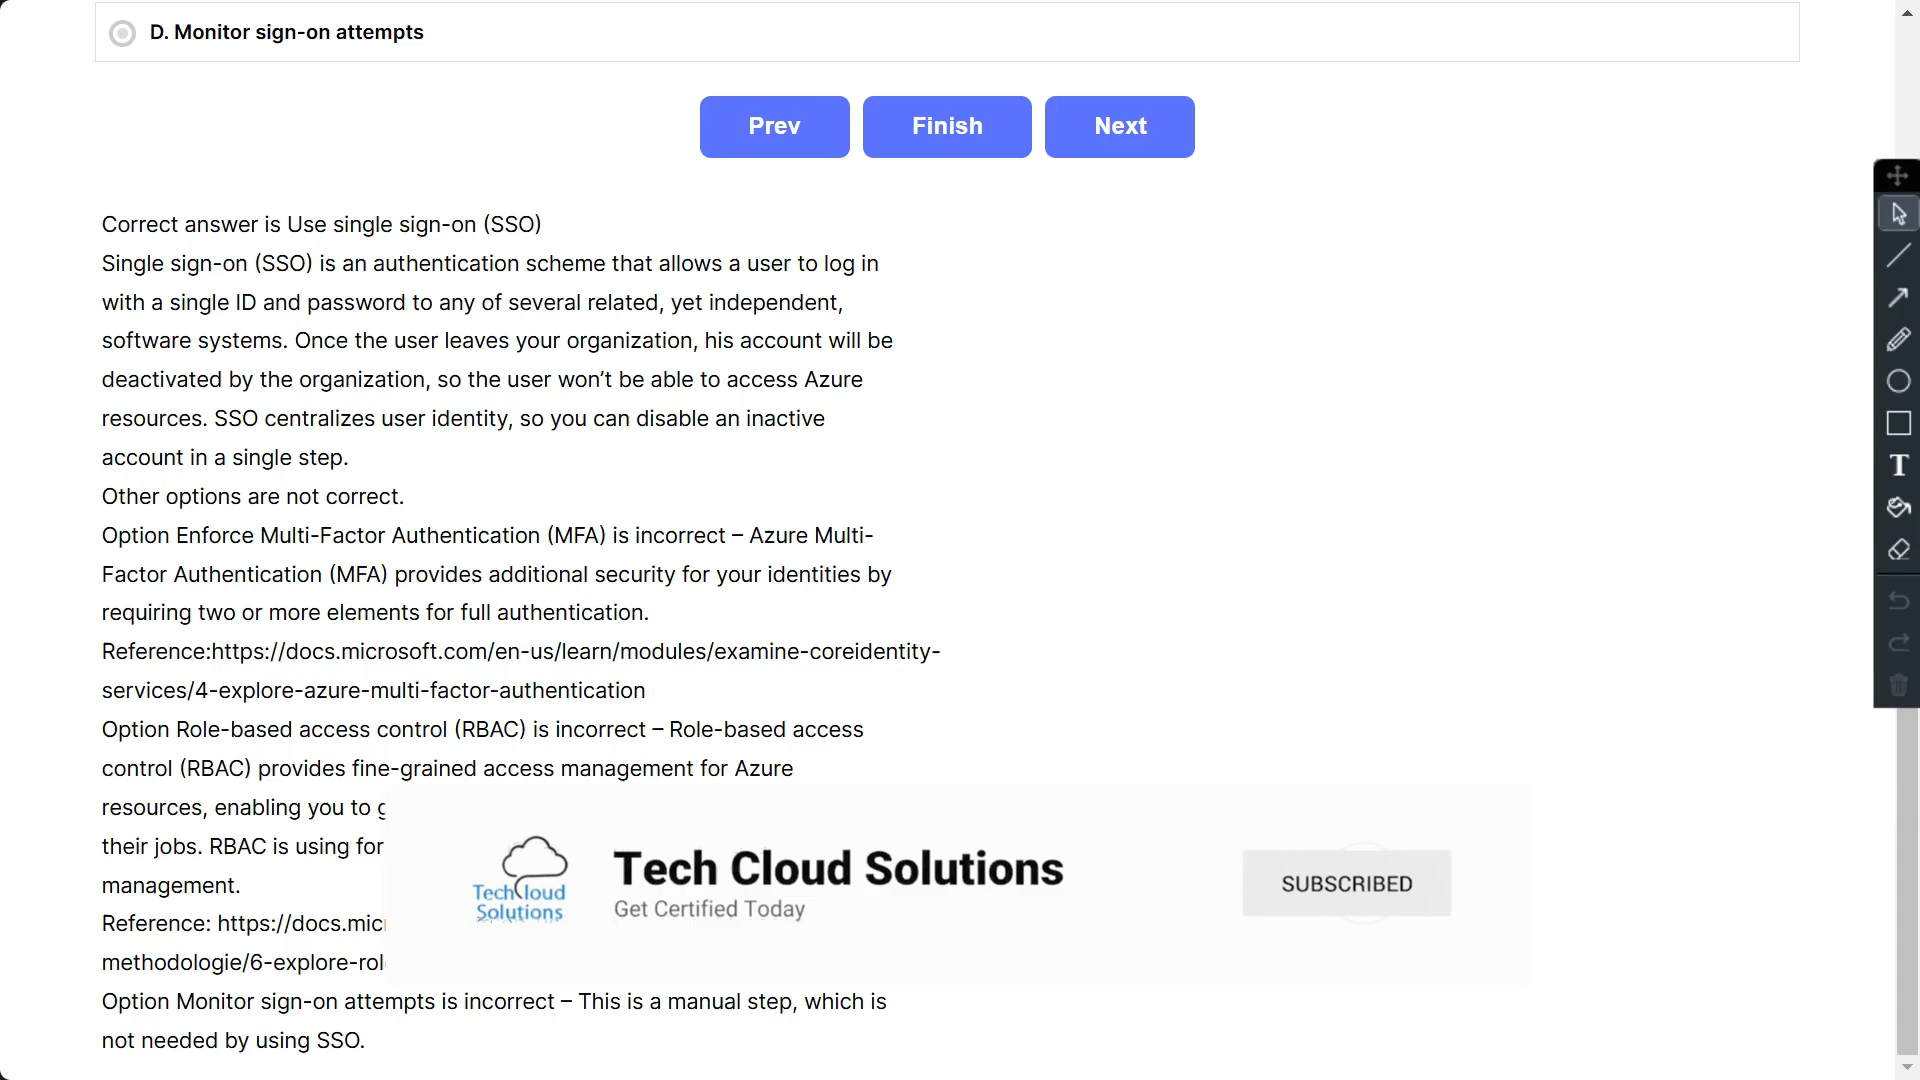 D. Monitor sign-on attempts
Prev
Finish
Next
Correct answer is Use single sign-on (SSO)
Single sign-on (SSO) is an authentication scheme that allows a user to log in
with a single ID and password to any of several related, yet independent,
software systems. Once the user leaves your organization, his account will be
deactivated by the organization, so the user won’t be able to access Azure
resources. SSO centralizes user identity, so you can disable an inactive
account in a single step.
Other options are not correct.
Option Enforce Multi-Factor Authentication (MFA) is incorrect – Azure Multi-
Factor Authentication (MFA) provides additional security for your identities by
requiring two or more elements for full authentication.
Reference:https://docs.microsoft.com/en-us/learn/modules/examine-coreidentity-
services/4-explore-azure-multi-factor-authentication
Option Role-based access control (RBAC) is incorrect – Role-based access
control (RBAC) provides fine-grained access management for Azure
resources, enabling you to
their jobs. RBAC is using for
management.
Reference: https://docs.mic
methodologie/6-explore-rol
Tech Cloud Solutions
Tech Cloud Solutions
Get Certified Today
SUBSCRIBED
Option Monitor sign-on attempts is incorrect – This is a manual step, which is
not needed by using SSO.
T